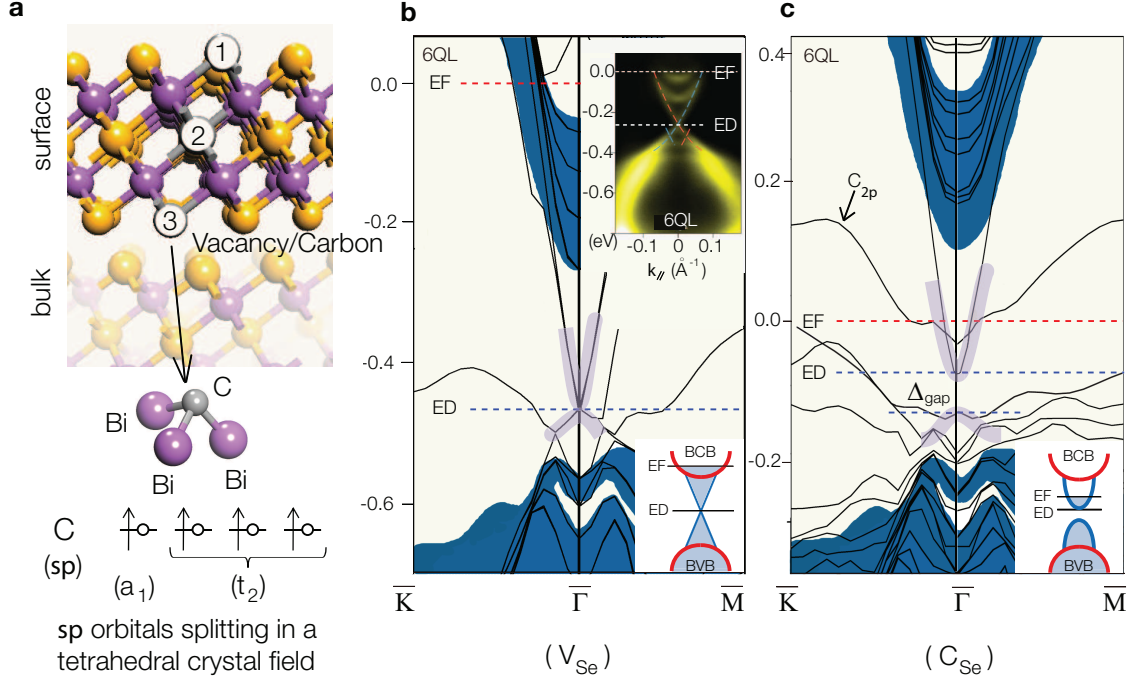 a
surface
bulk
1
2
3
Vacancy/Carbon
C
Bi
Bi
Bi
C
(sp)
(a1)
(t2)
sp orbitals splitting in a
tetrahedral crystal field
b
6QL
EF
ED
0.0
-0.2
-0.4
-0.6
0.0
-0.2
-0.4
-0.6
(eV)
EF
ED
6QL
-0.1
0
0.1
k// (Å-1)
BCB
EF
ED
BVB
K
Γ
M
(VSe)
c
6QL
0.4
0.2
0.0
-0.2
C2p
EF
ED
Δgap
BCB
EF
ED
BVB
K
Γ
M
(CSe)